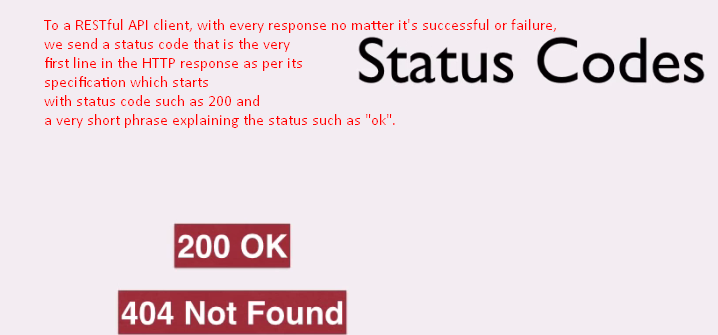 To a RESTful API client, with every response no matter it's successful or failure,
we send a status code that is the very
first line in the HTTP response as per its
specification which starts
with status code such as 200 and
a very short phrase explaining the status such as "ok".
Status Codes
200 OK
404 Not Found